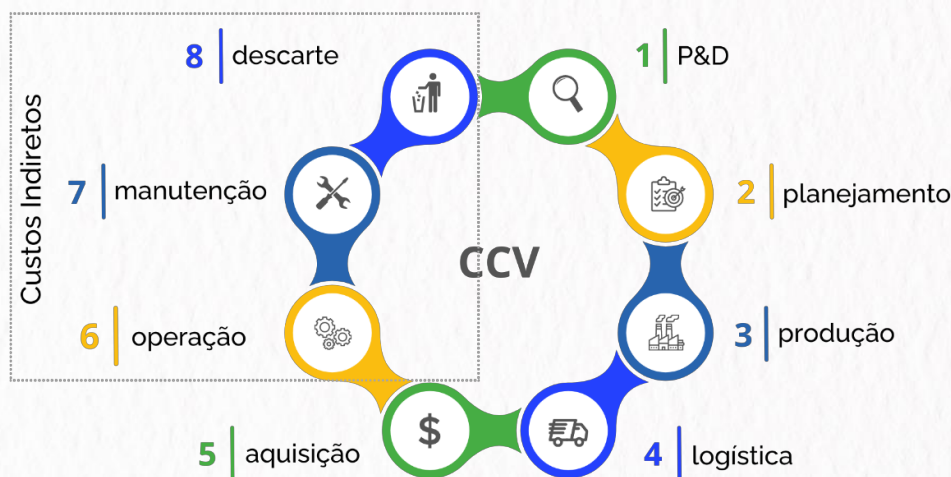 8 descarte
1 P&D
Custos Indiretos
7 manutenção
2 planejamento
CCV
6 operação
3 produção
$
5 aquisição
4 logística